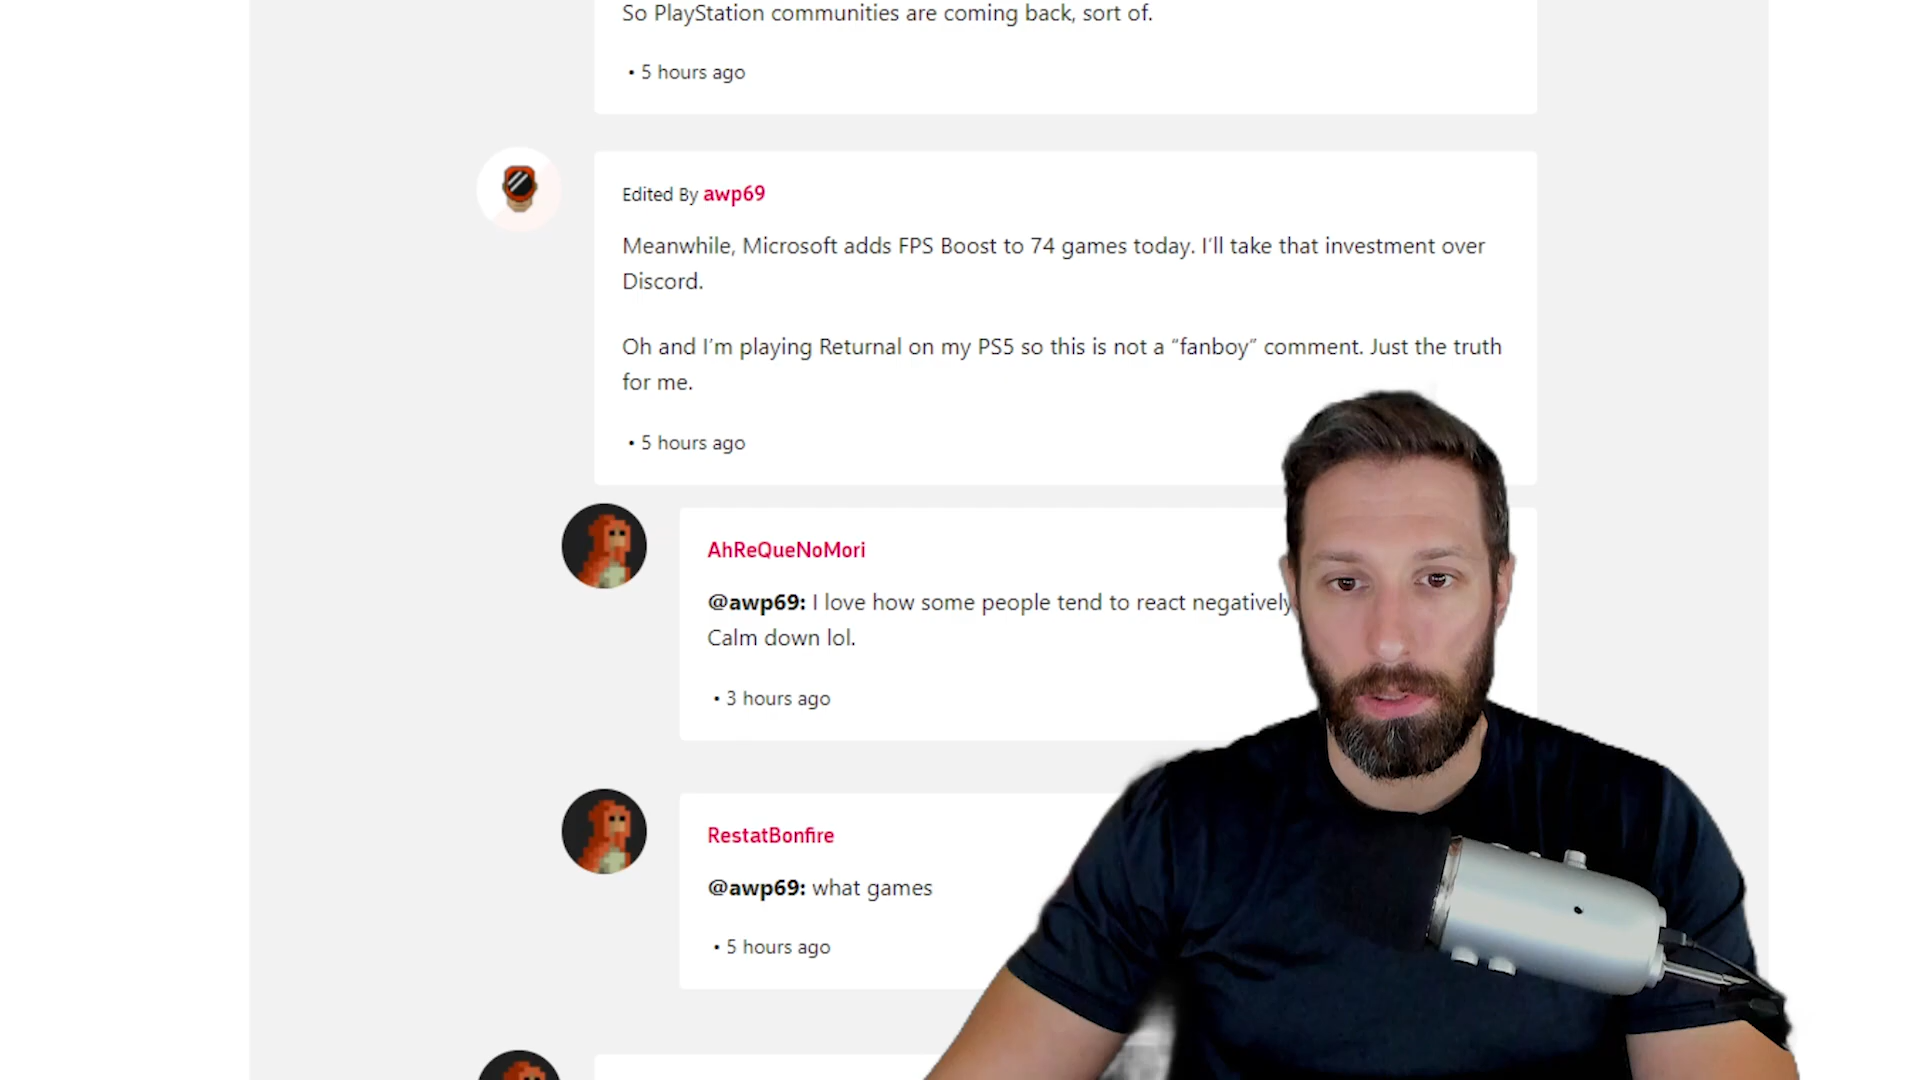 So PlayStation communities are coming back, sort of.
• 5 hours ago
Edited By awp69
Meanwhile, Microsoft adds FPS Boost to 74 games today. I’ll take that investment over
Discord.
Oh and I’m playing Returnal on my PS5 so this is not a “fanboy” comment. Just the truth
for me.
• 5 hours ago
AhReQueNoMori
@awp69: I love how some people tend to react negatively
Calm down lol.
• 3 hours ago
RestatBonfire
@awp69: what games
• 5 hours ago